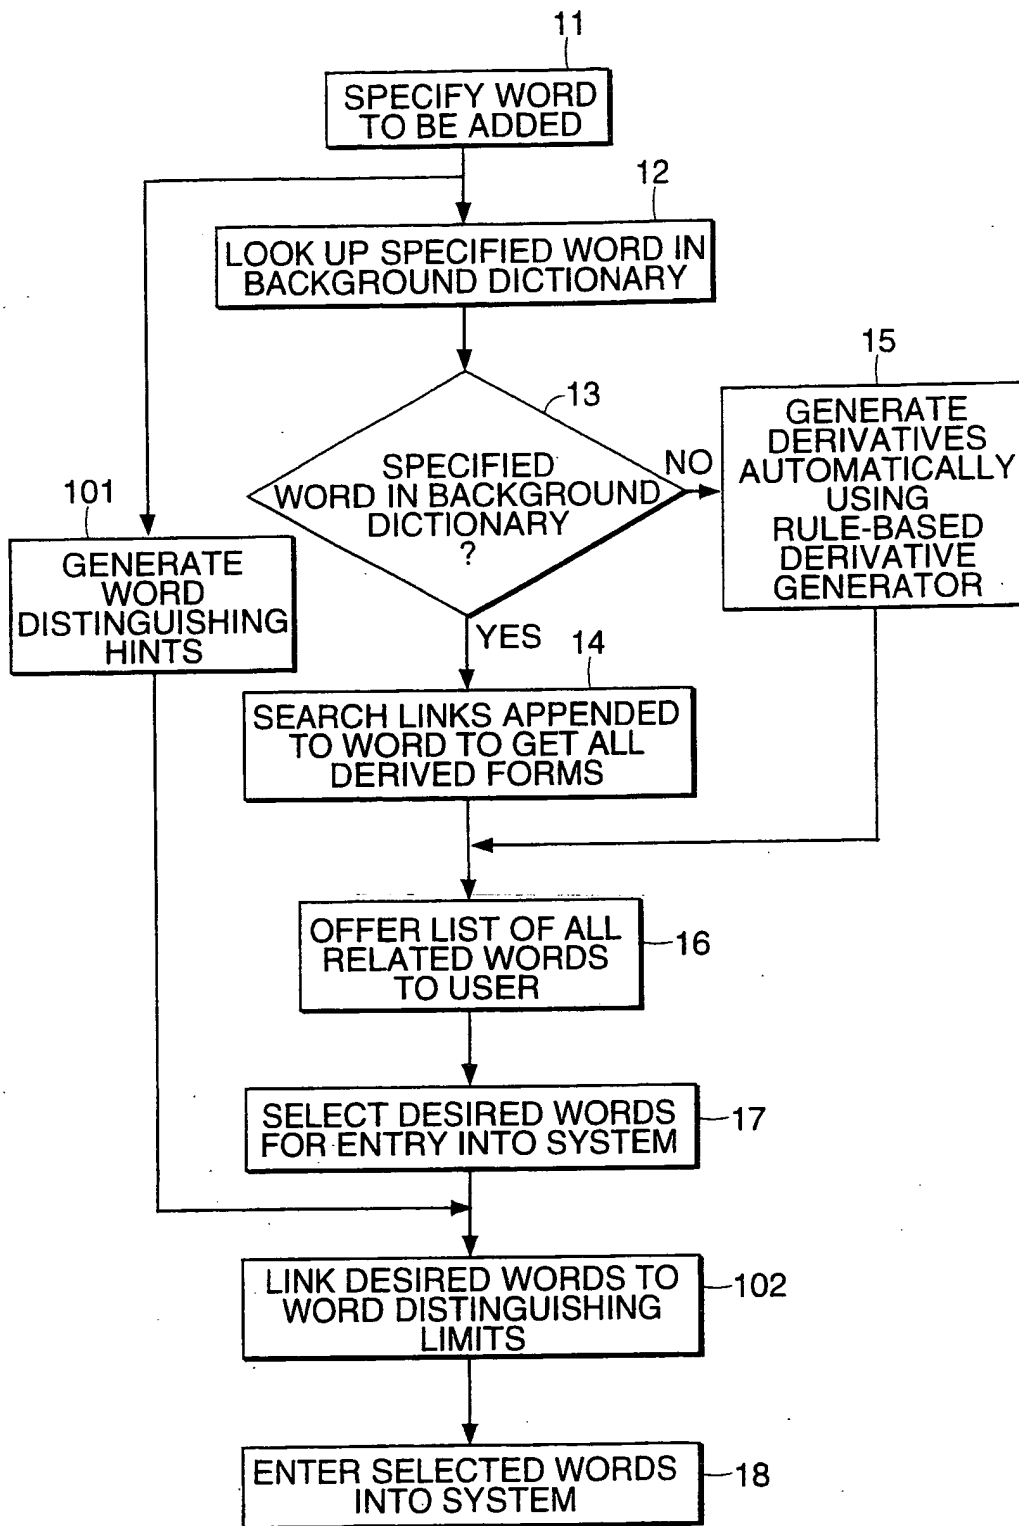 11
SPECIFY WORD
TO BE ADDED
12
LOOK UP SPECIFIED WORD IN
BACKGROUND DICTIONARY
13
SPECIFIED
WORD IN BACKGROUND
DICTIONARY
?
NO
YES
15
GENERATE
DERIVATIVES
AUTOMATICALLY
USING
RULE-BASED
DERIVATIVE
GENERATOR
101
GENERATE
WORD
DISTINGUISHING
HINTS
14
SEARCH LINKS APPENDED
TO WORD TO GET ALL
DERIVED FORMS
OFFER LIST OF ALL
RELATED WORDS
TO USER
16
SELECT DESIRED WORDS
FOR ENTRY INTO SYSTEM
17
LINK DESIRED WORDS TO
WORD DISTINGUISHING
LIMITS
102
ENTER SELECTED WORDS
INTO SYSTEM
18